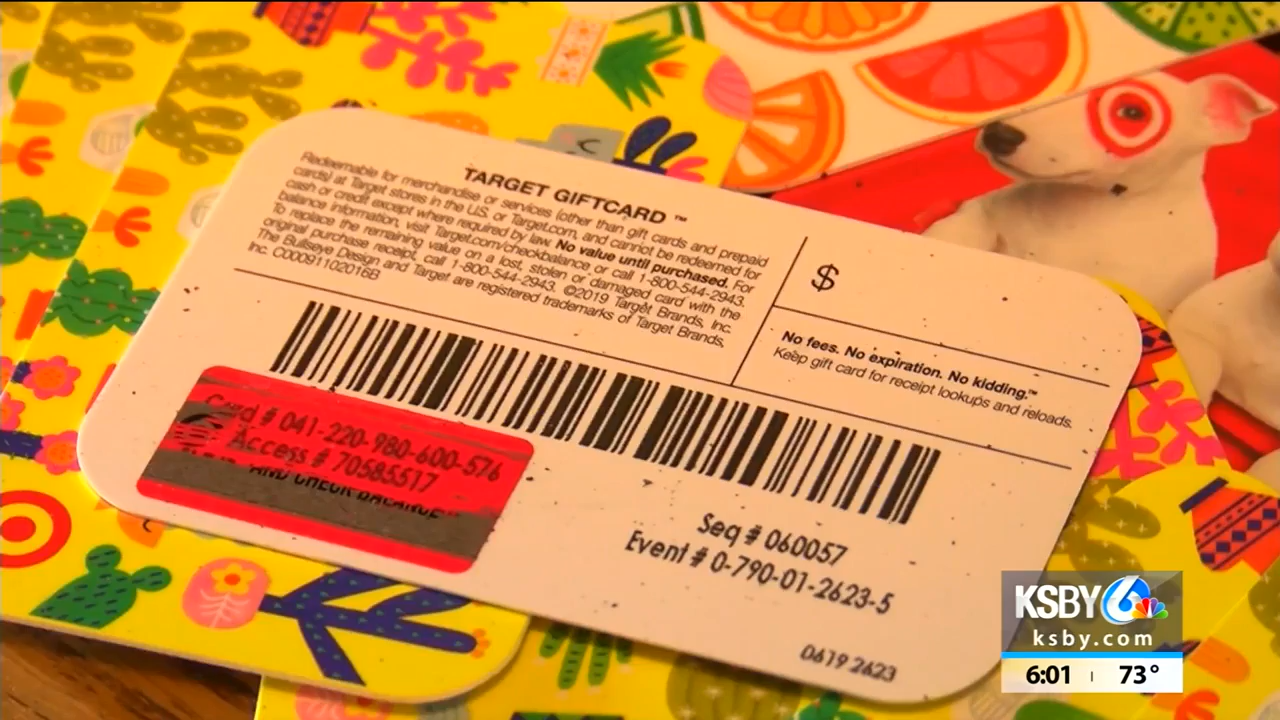 TARGET GIFTCARD ™
Redeemable for merchandise or services (other than gift cards and prepaid
cards) at Target stores in the U.S. or Target.com, and cannot be redeemed for
cash or credit except where required by law. No value until purchased. For
balance information, visit Target.com/checkbalance or call 1-800-544-2943.
To replace the remaining value on a lost, stolen or damaged card with the
original purchase receipt, call 1-800-544-2943. ©2019 Target Brands, Inc.
The Bullseye Design and Target are registered trademarks of Target Brands,
Inc. C00091102016B
$
No fees. No expiration. No kidding.™
Keep gift card for receipt lookups and reloads.
Card # 041-220-980-600-576
Access # 70585517
AND CHECK BALANCE
Seq # 060057
Event # 0-790-01-2623-5
0619 2623
KSBY 6
ksby.com
6:01 73°